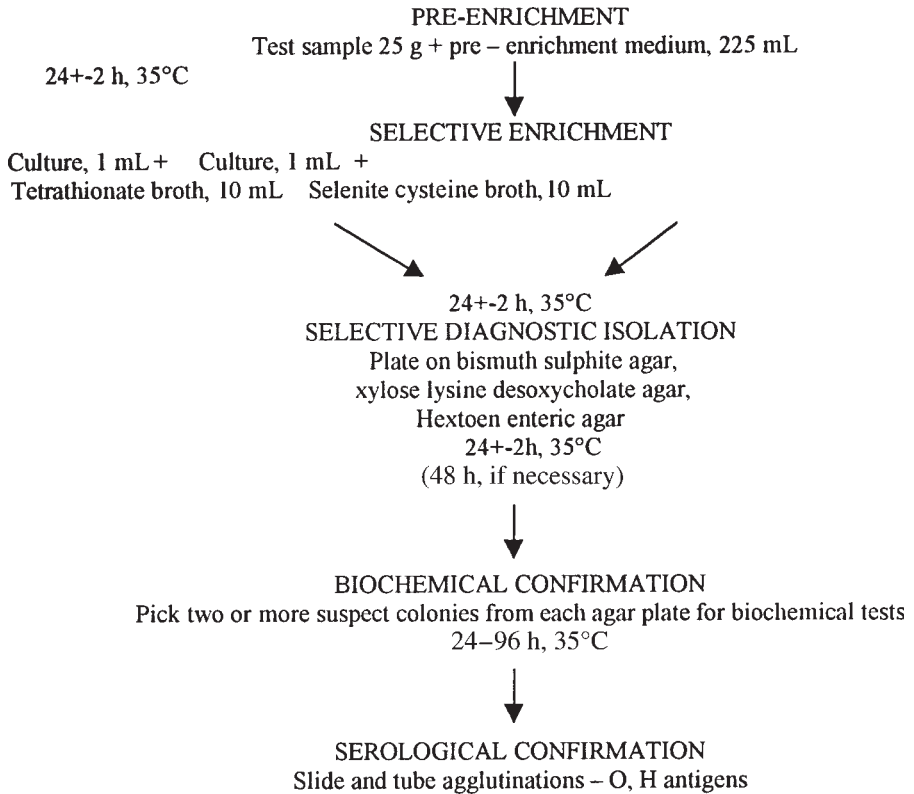 PRE-ENRICHMENT
Test sample 25 g + pre – enrichment medium, 225 mL
24+-2 h, 35°C
SELECTIVE ENRICHMENT
Culture, 1 mL + Culture, 1 mL +
Tetrathionate broth, 10 mL Selenite cysteine broth, 10 mL
24+-2 h, 35°C
SELECTIVE DIAGNOSTIC ISOLATION
Plate on bismuth sulphite agar,
xylose lysine desoxycholate agar,
Hextoen enteric agar
24+-2h, 35°C
(48 h, if necessary)
BIOCHEMICAL CONFIRMATION
Pick two or more suspect colonies from each agar plate for biochemical tests
24–96 h, 35°C
SEROLOGICAL CONFIRMATION
Slide and tube agglutinations – O, H antigens